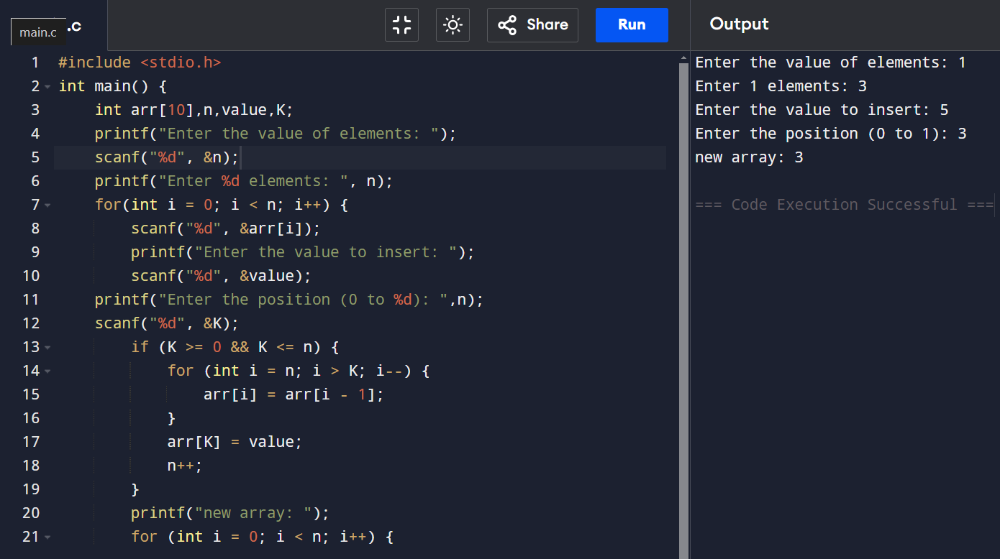 main.c
.c
Share
Run
Output
1 #include <stdio.h>
2 int main() {
3 int arr[10],n,value,K;
4 printf("Enter the value of elements: ");
5 scanf("%d", &n);
6 printf("Enter %d elements: ", n);
7 for(int i = 0; i < n; i++) {
8 scanf("%d", &arr[i]);
9 printf("Enter the value to insert: ");
10 scanf("%d", &value);
11 printf("Enter the position (0 to %d): ",n);
12 scanf("%d", &K);
13 if (K >= 0 && K <= n) {
14 for (int i = n; i > K; i--) {
15 arr[i] = arr[i - 1];
16 }
17 arr[K] = value;
18 n++;
19 }
20 printf("new array: ");
21 for (int i = 0; i < n; i++) {
Enter the value of elements: 1
Enter 1 elements: 3
Enter the value to insert: 5
Enter the position (0 to 1): 3
new array: 3
=== Code Execution Successful ===